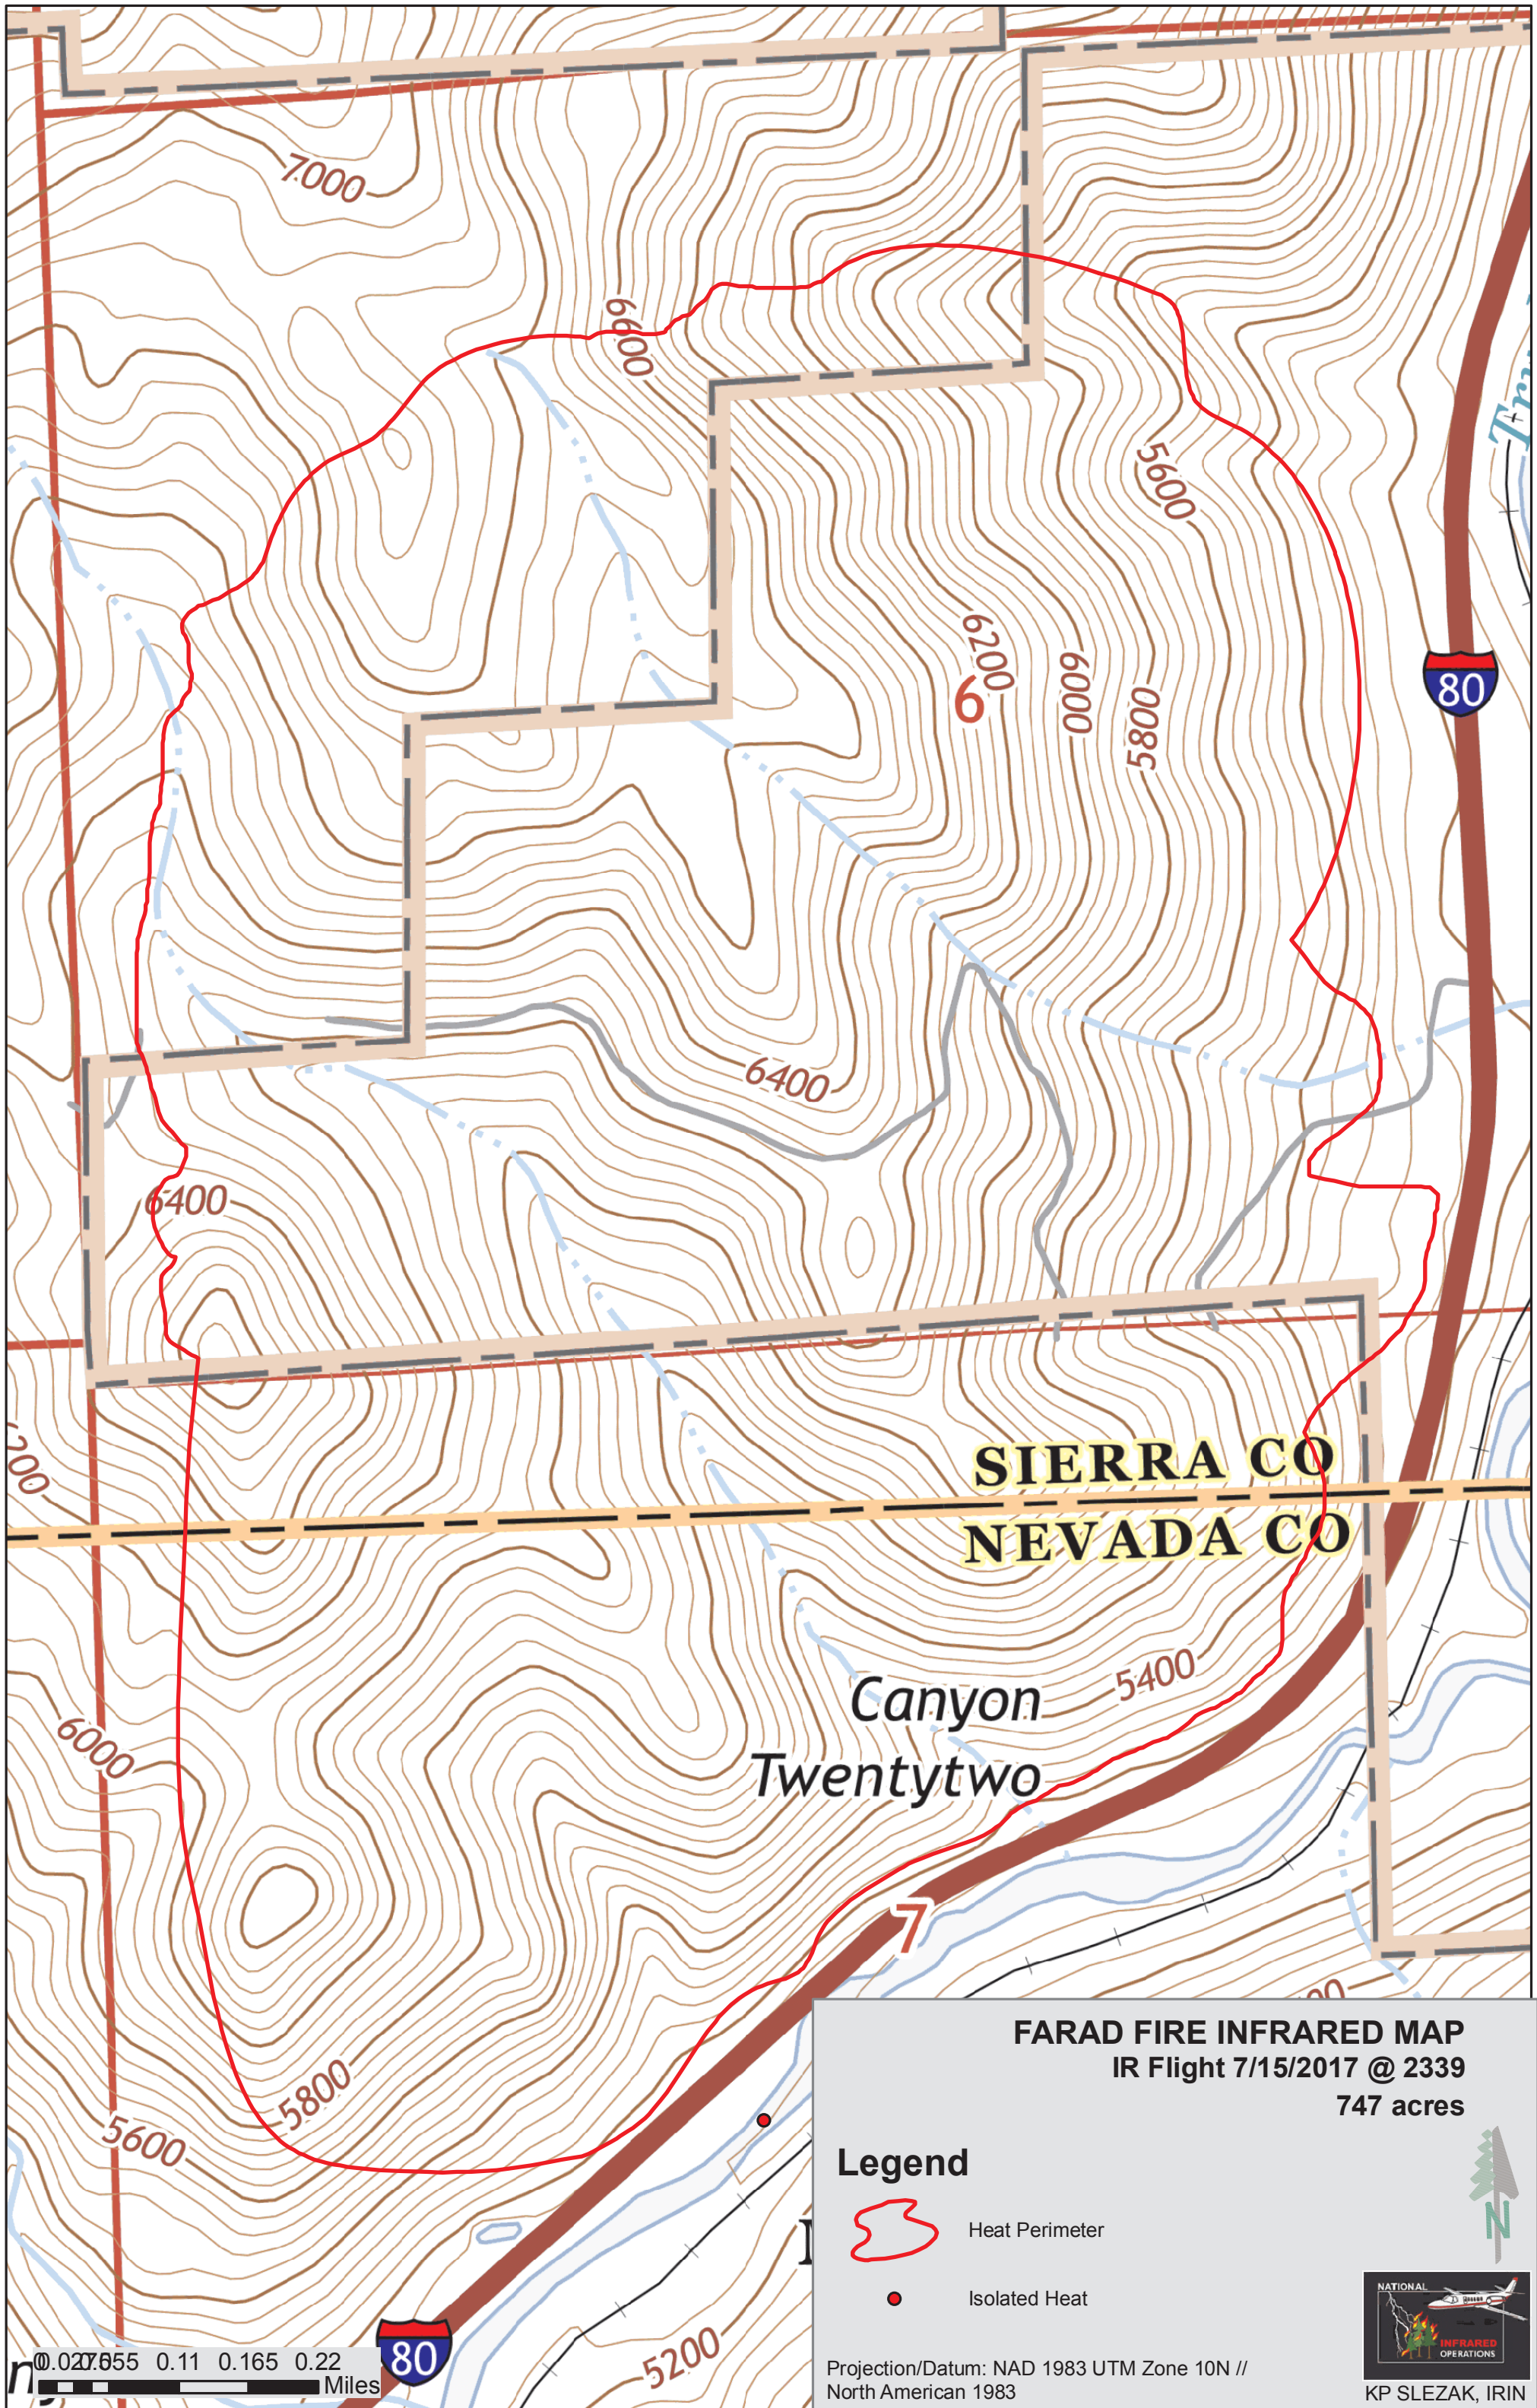 7000
6600
5600
6200
6
6000
5800
80
6400
6400
SIERRA CO
NEVADA CO
5400
Canyon
Twentytwo
6000
7
5800
5600
80
5200
FARAD FIRE INFRARED MAP
IR Flight 7/15/2017 @ 2339
747 acres
Legend
Heat Perimeter
Isolated Heat
N
NATIONAL
INFRARED
OPERATIONS
Projection/Datum: NAD 1983 UTM Zone 10N //
North American 1983
KP SLEZAK, IRIN
0.11 0.165 0.22
Miles